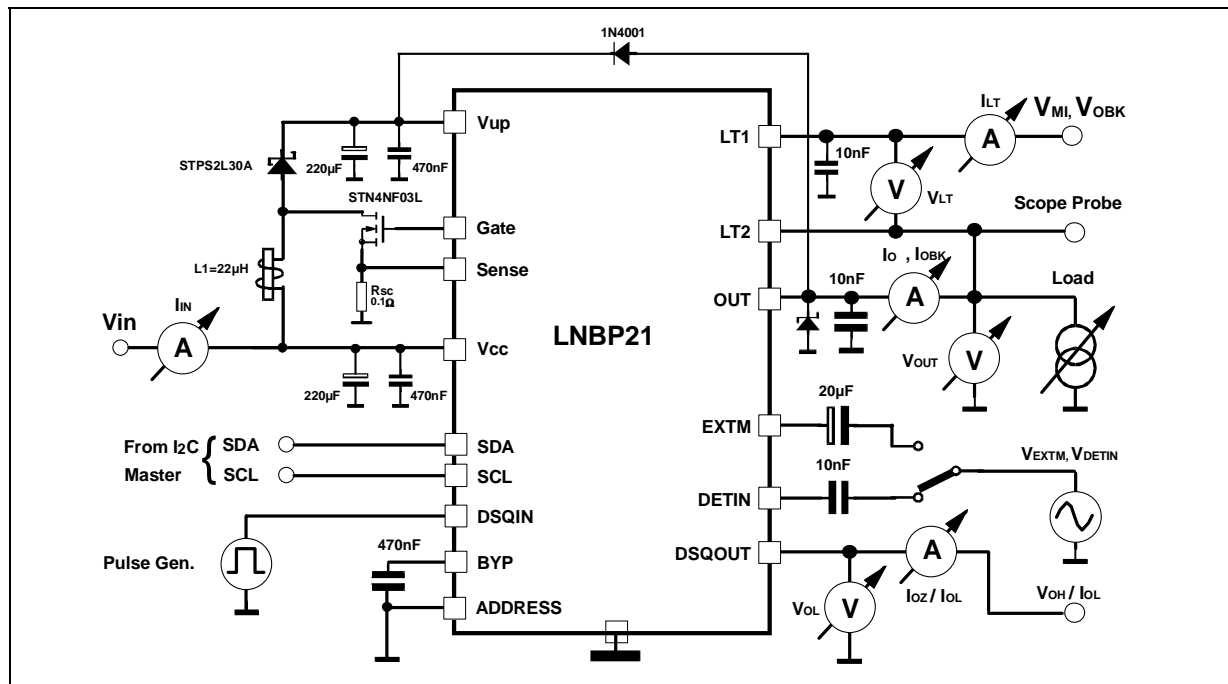 1N4001
Vup
STPS2L30A
220µF
470nF
STN4NF03L
Gate
Sense
L1=22µH
RSC
0.1Ω
IIN
Vin
A
Vcc
220µF
470nF
From I2C { SDA
Master SCL
SDA
SCL
DSQIN
Pulse Gen.
470nF
BYP
ADDRESS
LNBP21
LT1
10nF
ILT
A
VMI, VOBK
V
VLT
LT2
Scope Probe
IO , IOBK
OUT
10nF
A
Load
VOUT
V
20µF
EXTM
VEXTM, VDETIN
10nF
DETIN
DSQOUT
A
IOZ / IOL
VOL
V
VOH / IOL